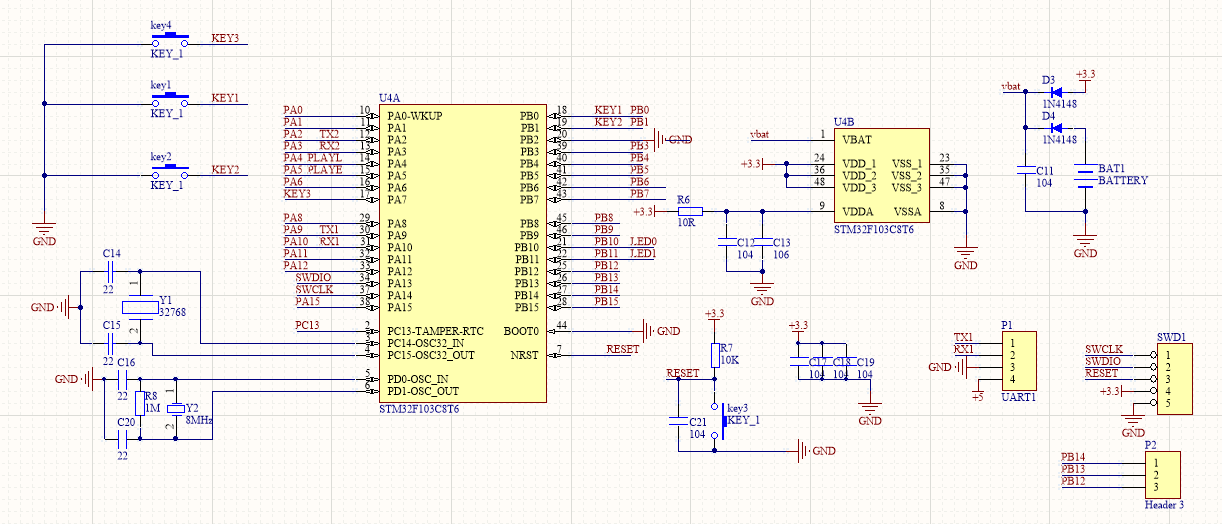 key4
KEY_1
KEY3
key1
KEY_1
KEY1
key2
KEY_1
KEY2
GND
U4A
PA0 10 PA0-WKUP PB0 18 KEY1 PB0
PA1 11 PA1 PB1 19 KEY2 PB1
PA2 TX2 12 PA2 PB2 20 GND
PA3 RX2 13 PA3 PB3 39 PB3
PA4 PLAYL 14 PA4 PB4 40 PB4
PA5 PLAYE 15 PA5 PB5 41 PB5
PA6 16 PA6 PB6 42 PB6
KEY3 17 PA7 PB7 43 PB7
PA8 29 PA8 PB8 45 PB8
PA9 TX1 30 PA9 PB9 46 PB9
PA10 RX1 31 PA10 PB10 21 PB10 LED0
PA11 32 PA11 PB11 22 PB11 LED1
PA12 33 PA12 PB12 25 PB12
SWDIO 34 PA13 PB13 26 PB13
SWCLK 37 PA14 PB14 27 PB14
PA15 38 PA15 PB15 28 PB15
PC13 2 PC13-TAMPER-RTC BOOT0 44 GND
3 PC14-OSC32_IN
4 PC15-OSC32_OUT NRST 7 RESET
5 PD0-OSC_IN
6 PD1-OSC_OUT
STM32F103C8T6
C14
22
GND
1
Y1
32768
2
C15
22
C16
GND
22
R8
1M
1
Y2
8MHz
2
C20
22
U4B
vbat 1 VBAT
+3.3 24 VDD_1 VSS_1 23
36 VDD_2 VSS_2 35
48 VDD_3 VSS_3 47
9 VDDA VSSA 8
STM32F103C8T6
GND
+3.3
R6
10R
C12
104
C13
106
GND
vbat
D3
1N4148
+3.3
D4
1N4148
C11
104
BAT1
BATTERY
GND
+3.3
R7
10K
RESET
C21
104
key3
KEY_1
GND
+3.3
C17 C18 C19
104 104 104
GND
P1
TX1 1
RX1 2
GND 3
4
+5
UART1
SWD1
SWCLK 1
SWDIO 2
RESET 3
+3.3 4
5
GND
P2
PB14 1
PB13 2
PB12 3
Header 3